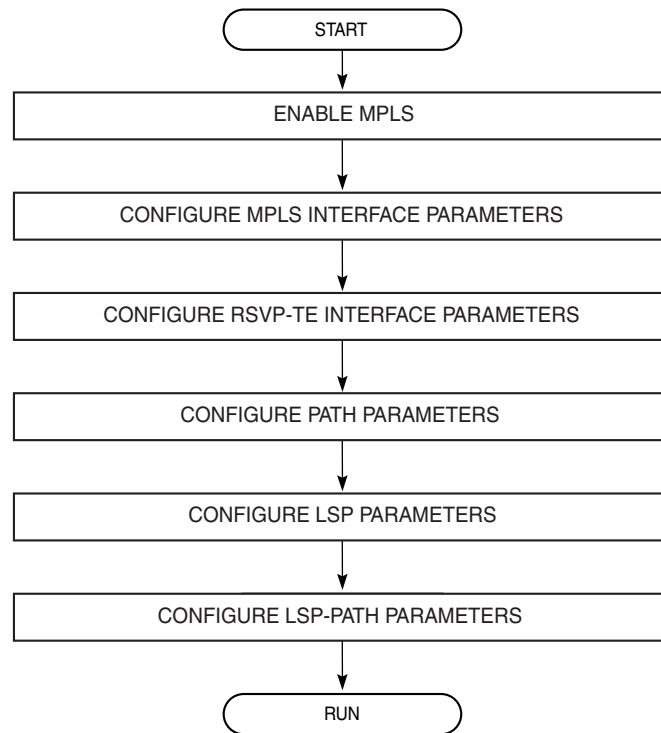 START
ENABLE MPLS
CONFIGURE MPLS INTERFACE PARAMETERS
CONFIGURE RSVP-TE INTERFACE PARAMETERS
CONFIGURE PATH PARAMETERS
CONFIGURE LSP PARAMETERS
CONFIGURE LSP-PATH PARAMETERS
RUN